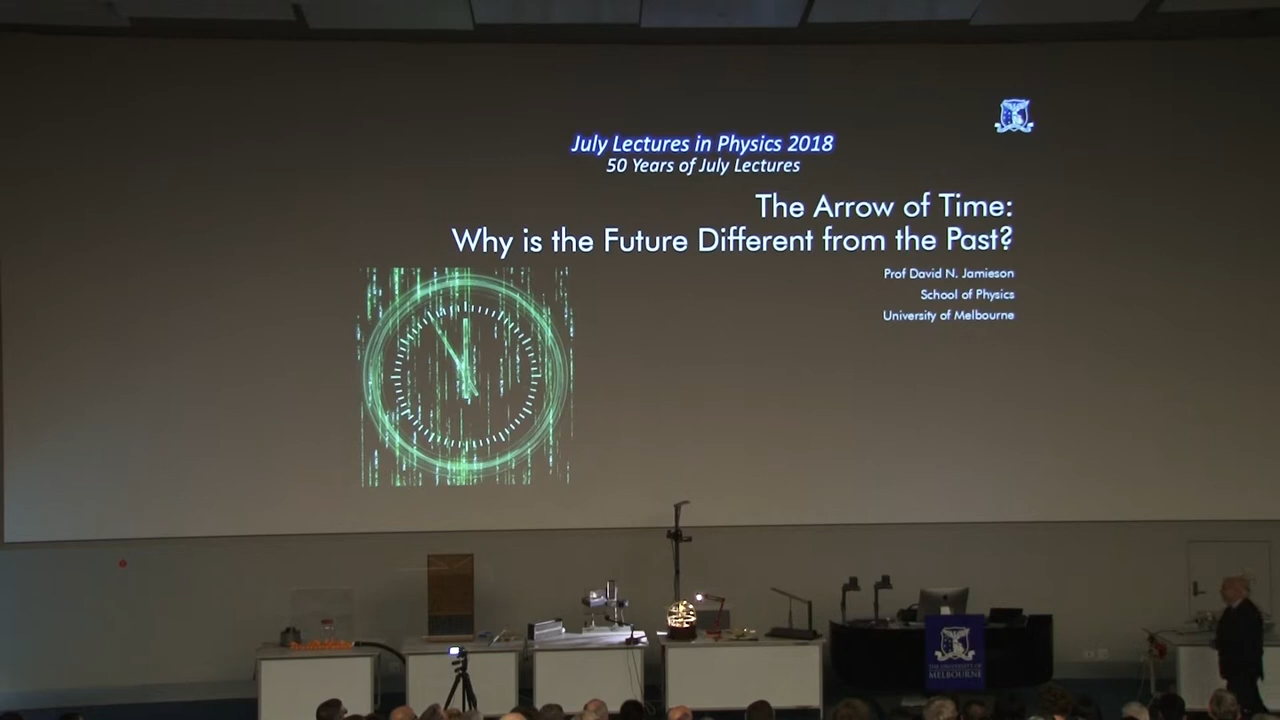 July Lectures in Physics 2018
50 Years of July Lectures
The Arrow of Time:
Why is the Future Different from the Past?
Prof David N. Jamieson
School of Physics
University of Melbourne
THE UNIVERSITY OF
MELBOURNE